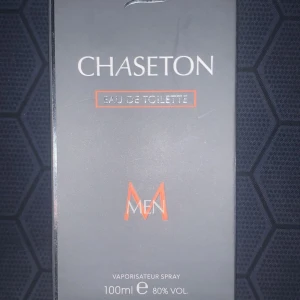 CHASETON
EAU DE TOILETTE
M
MEN
VAPORISATEUR SPRAY
100ml e 80% VOL.